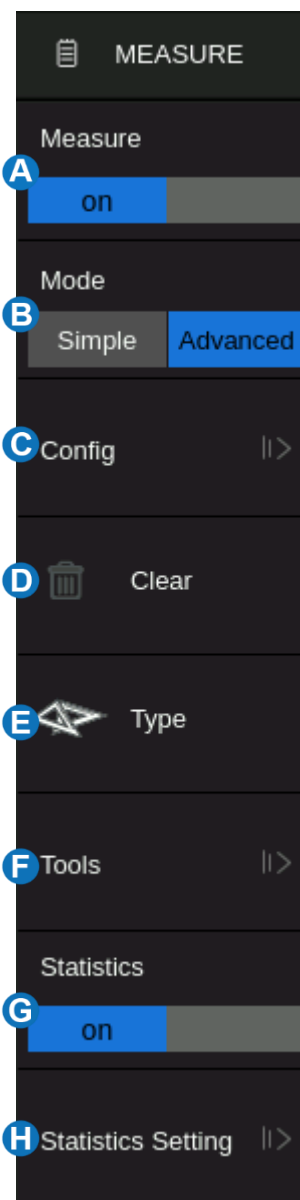 MEASURE
Measure
A
on
Mode
B
Simple Advanced
C Config
D Clear
E Type
F Tools
Statistics
G
on
H Statistics Setting